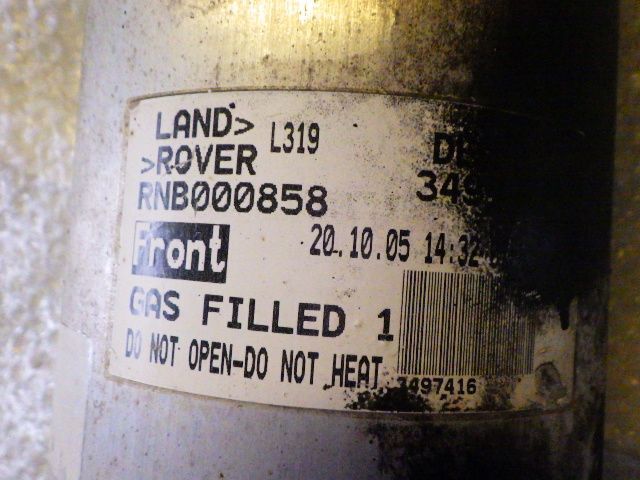 LAND> L319
>ROVER
RNB000858
Front
20.10.05 14:32
GAS FILLED 1
DO NOT OPEN-DO NOT HEAT
3497416